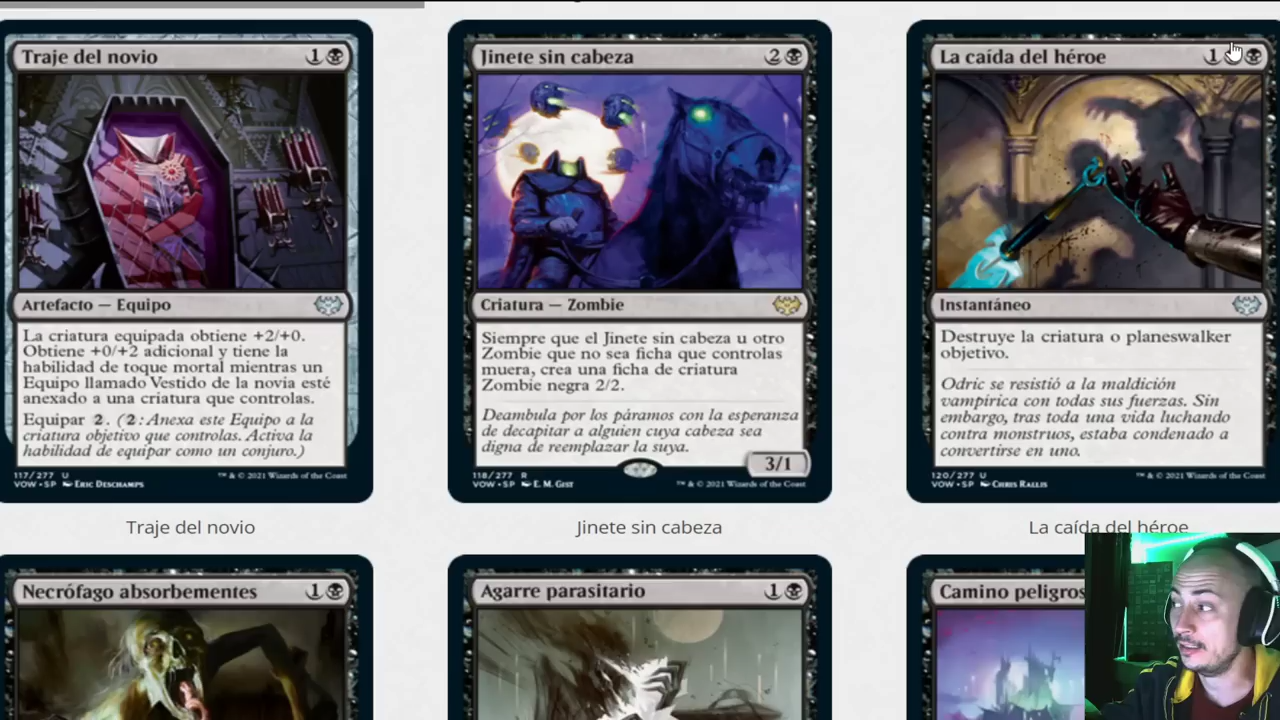 Traje del novio 1
Artefacto — Equipo
La criatura equipada obtiene +2/+0.
Obtiene +0/+2 adicional y tiene la
habilidad de toque mortal mientras un
Equipo llamado Vestido de la novia esté
anexado a una criatura que controlas.
Equipar 2. (2: Anexa este Equipo a la
criatura objetivo que controlas. Activa la
habilidad de equipar como un conjuro.)
117/277 U ™ & © 2021 Wizards of the Coast
VOW • SP Eric Deschamps
Traje del novio
Jinete sin cabeza 2
Criatura — Zombie
Siempre que el Jinete sin cabeza u otro
Zombie que no sea ficha que controlas
muera, crea una ficha de criatura
Zombie negra 2/2.
Deambula por los páramos con la esperanza
de decapitar a alguien cuya cabeza sea
digna de reemplazar la suya.
3/1
118/277 R
VOW • SP E. M. Gist ™ & © 2021 Wizards of the Coast
Jinete sin cabeza
La caída del héroe 1
Instantáneo
Destruye la criatura o planeswalker
objetivo.
Odric se resistió a la maldición
vampírica con todas sus fuerzas. Sin
embargo, tras toda una vida luchando
contra monstruos, estaba condenado a
convertirse en uno.
120/277 U ™ & © 2021 Wizards of the Coast
VOW • SP Chris Rallis
La caída del héroe
Necrófago absorbementes 1
Agarre parasitario 1
Camino peligros